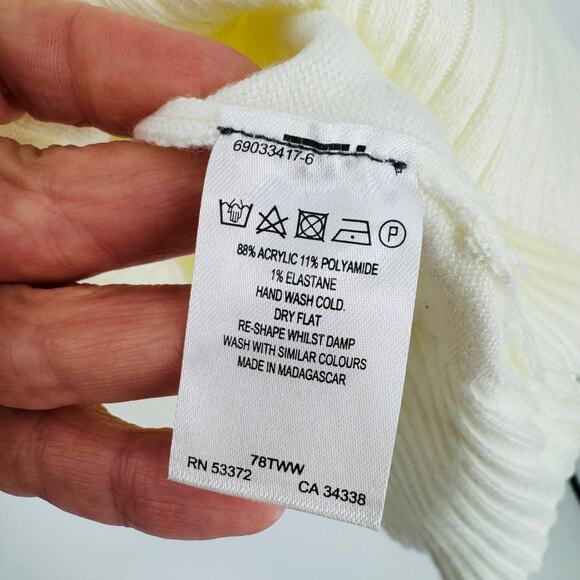 69033417-6
P
88% ACRYLIC 11% POLYAMIDE
1% ELASTANE
HAND WASH COLD.
DRY FLAT
RE-SHAPE WHILST DAMP
WASH WITH SIMILAR COLOURS
MADE IN MADAGASCAR
78TWW
RN 53372 CA 34338